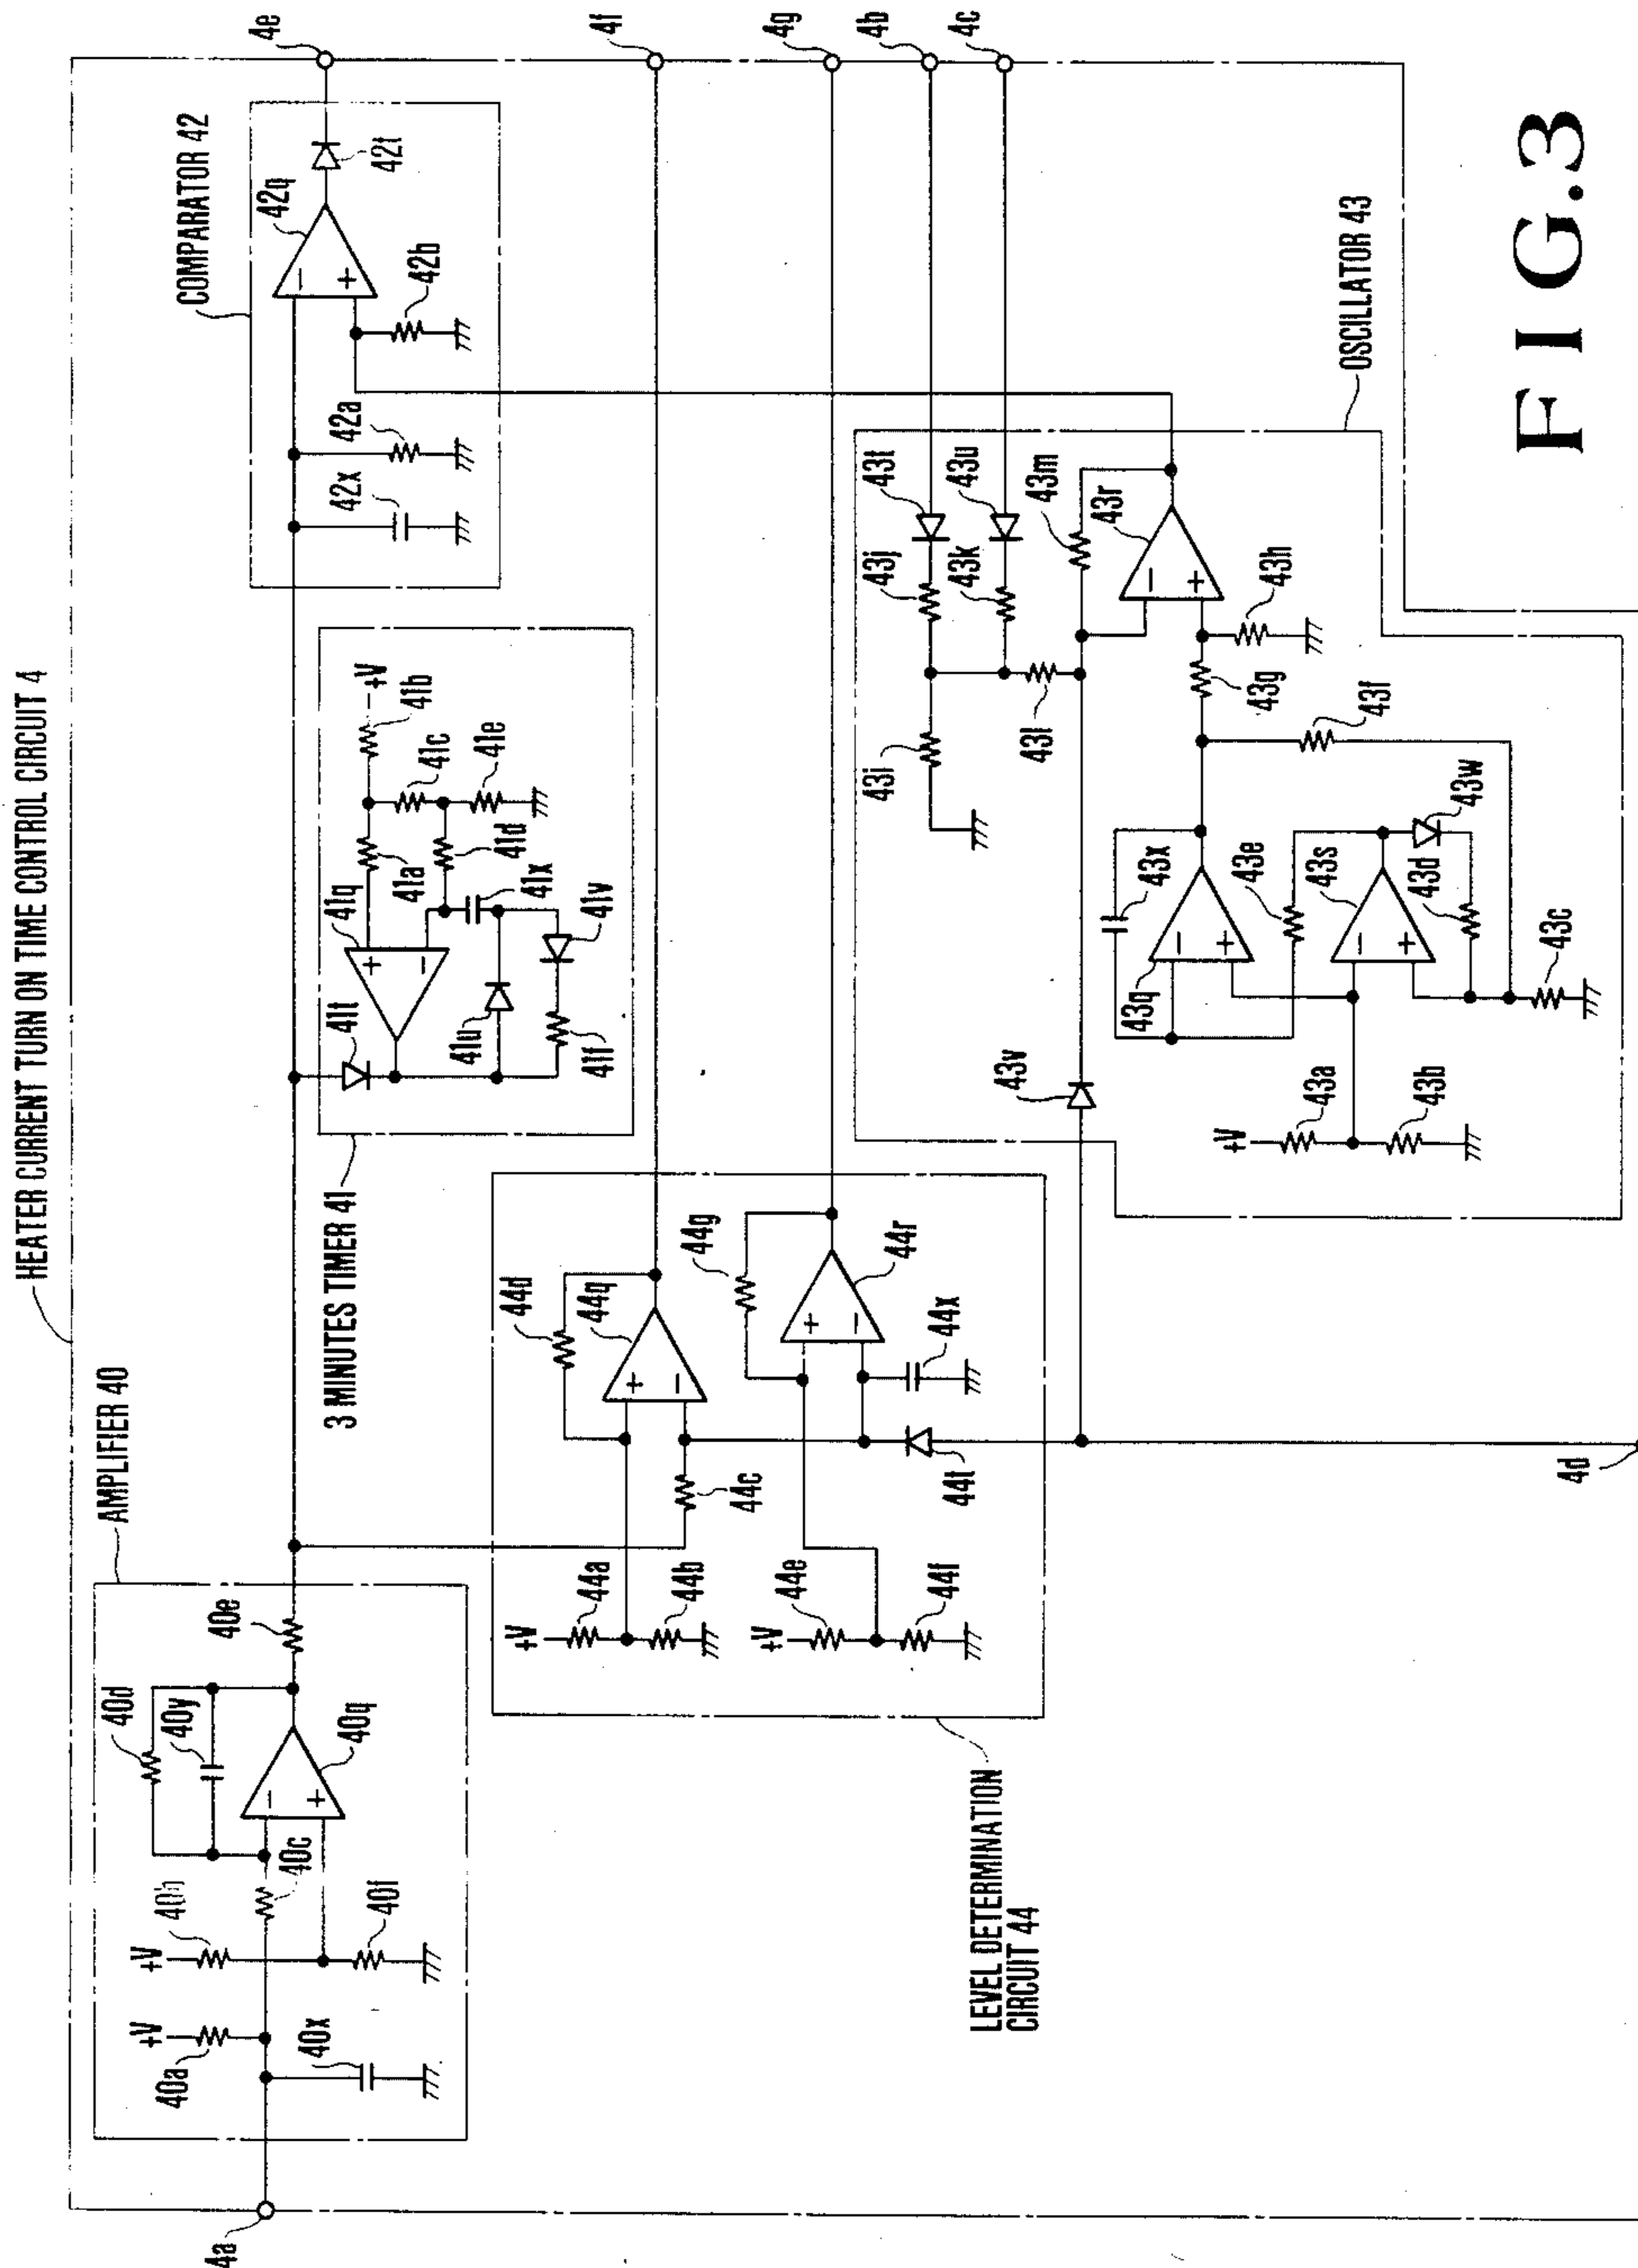 HEATER CURRENT TURN ON TIME CONTROL CIRCUIT 4
AMPLIFIER 40
4a
+V
40a
40x
+V
40b
40c
40f
40d
40y
40q
40e
3 MINUTES TIMER 41
41t
41q
41a
41u
41f
41x
41v
41d
41c
41e
41b
+V
COMPARATOR 42
42x
42a
42b
42q
42t
4e
4f
4g
4b
4c
LEVEL DETERMINATION
CIRCUIT 44
+V
44a
44b
+V
44e
44f
44c
44d
44q
44g
44r
44x
44t
4d
OSCILLATOR 43
43v
+V
43a
43b
43q
43x
43e
43s
43d
43w
43c
43f
43g
43h
43i
43l
43j
43k
43t
43u
43m
43r
FIG.3